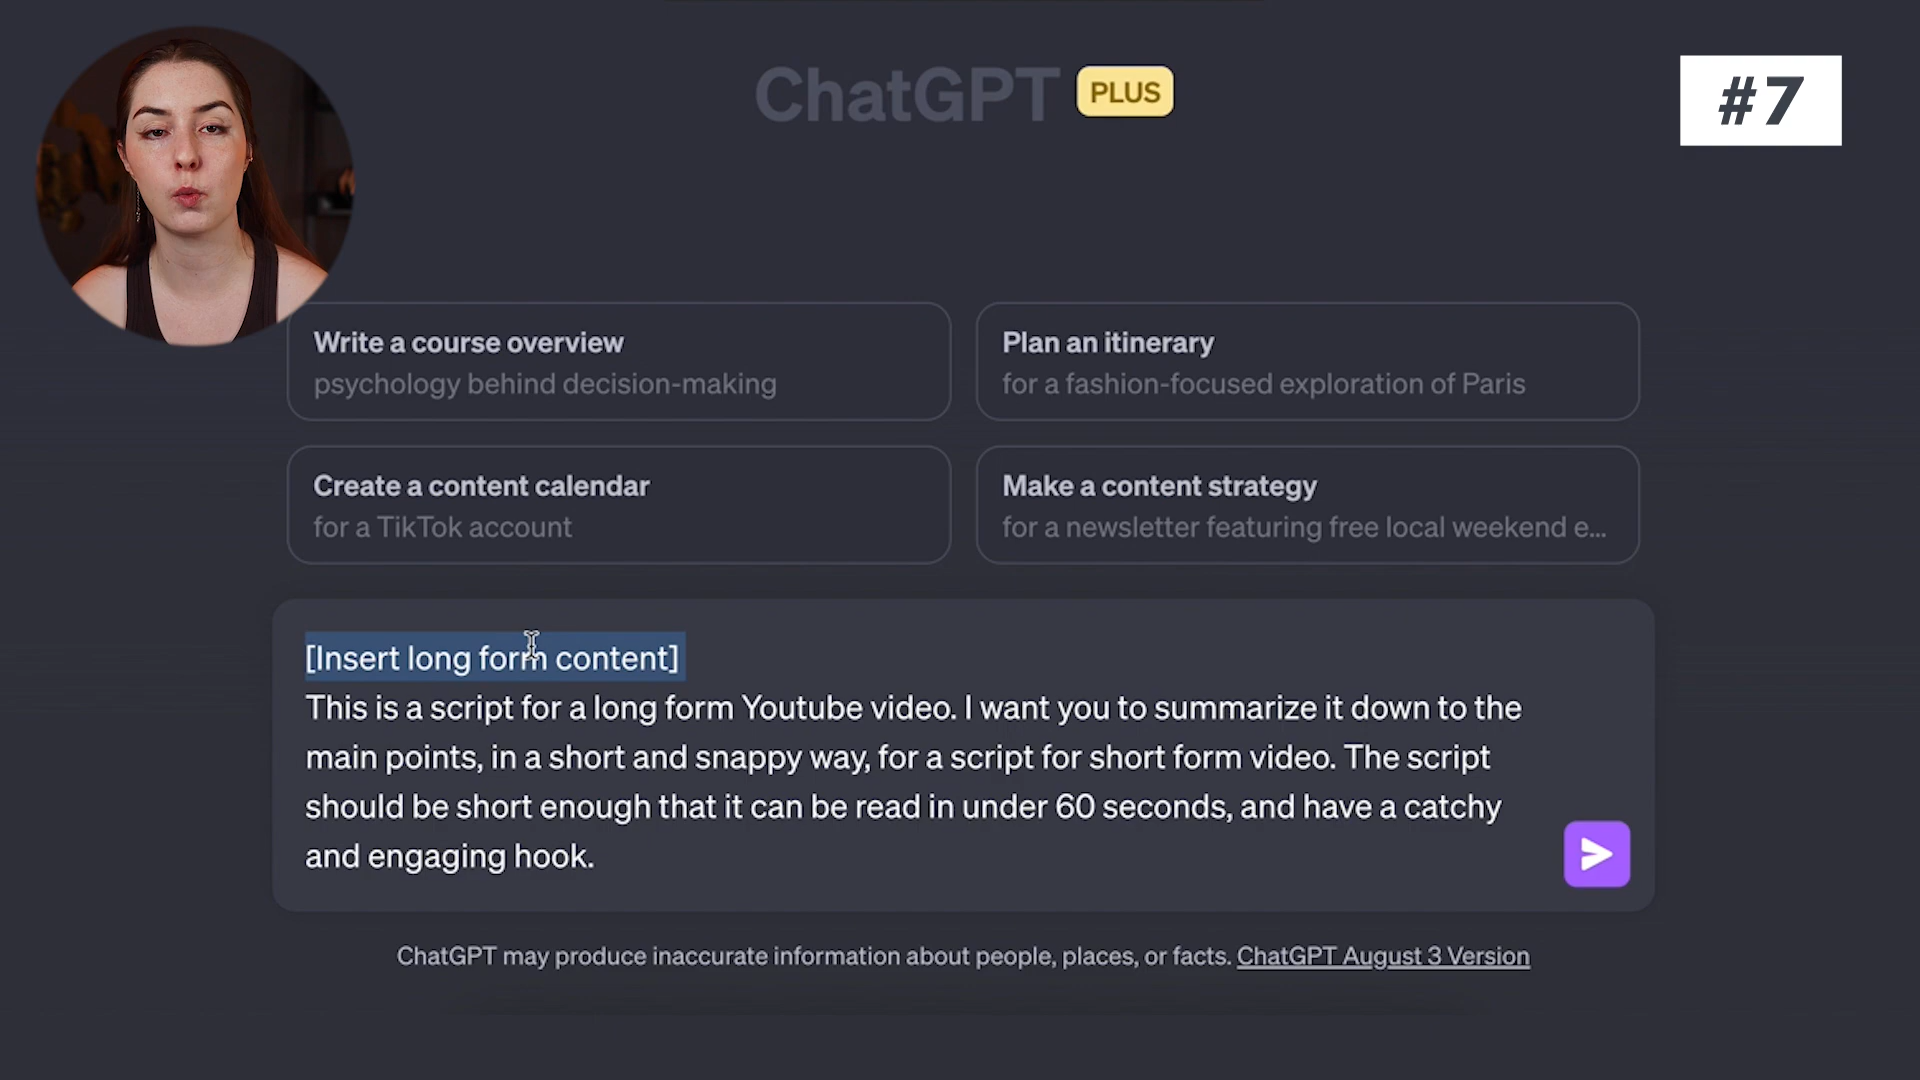 ChatGPT PLUS
#7
Write a course overview
psychology behind decision-making
Plan an itinerary
for a fashion-focused exploration of Paris
Create a content calendar
for a TikTok account
Make a content strategy
for a newsletter featuring free local weekend e...
[Insert long form content]
This is a script for a long form Youtube video. I want you to summarize it down to the
main points, in a short and snappy way, for a script for short form video. The script
should be short enough that it can be read in under 60 seconds, and have a catchy
and engaging hook.
ChatGPT may produce inaccurate information about people, places, or facts. ChatGPT August 3 Version